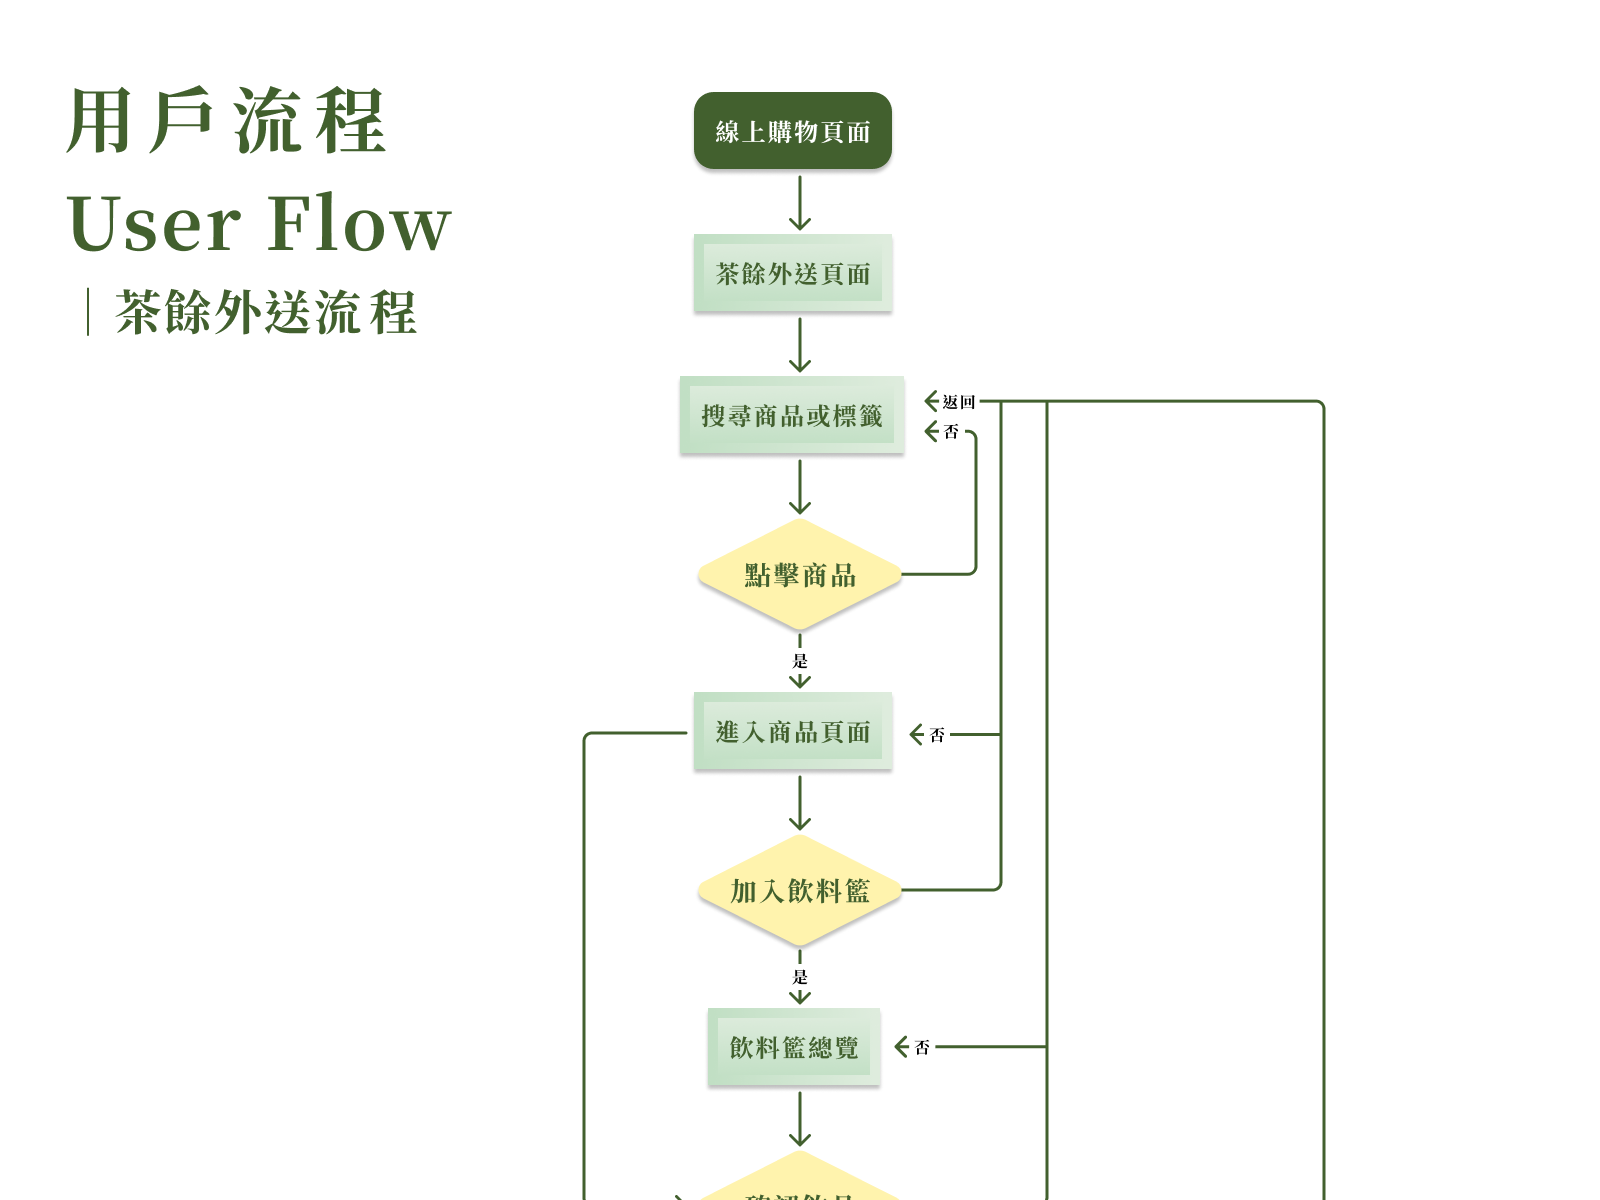 用戶流程
User Flow
｜茶餘外送流程
線上購物頁面
茶餘外送頁面
搜尋商品或標籤
返回
否
點擊商品
是
進入商品頁面
否
加入飲料籃
是
飲料籃總覽
否